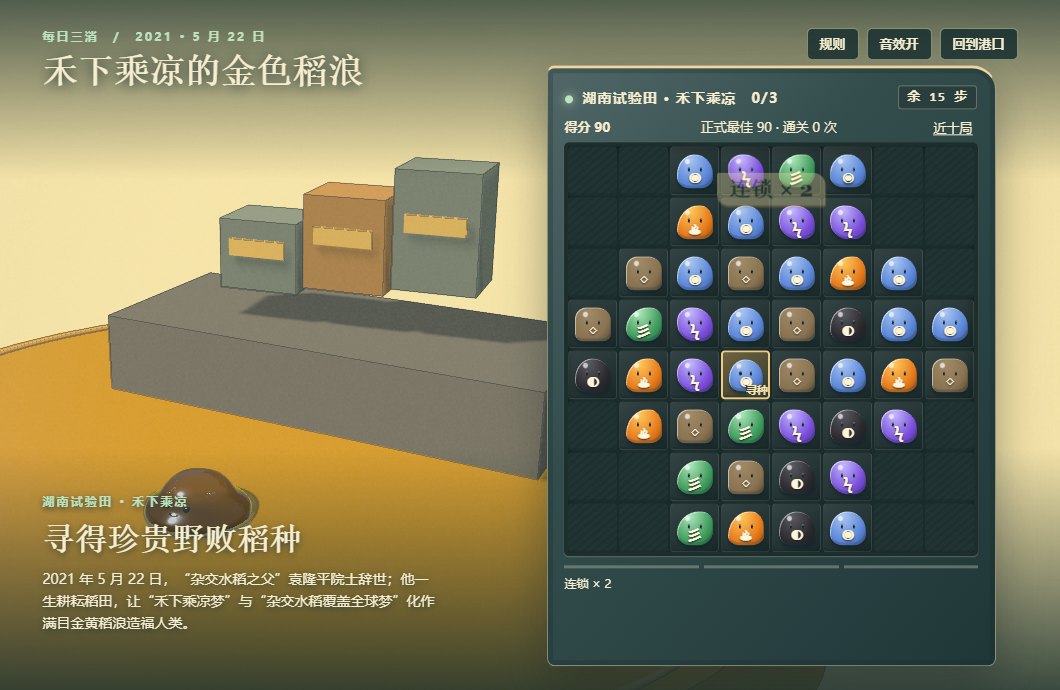 每日三消 / 2021·5月22日
禾下乘凉的金色稻浪
规则 音效开 回到港口
湖南试验田·禾下乘凉 0/3
余 15 步
得分 90 正式最佳 90·通关 0 次 近十局
连锁 × 2
寻种
连锁 × 2
湖南试验田·禾下乘凉
寻得珍贵野败稻种
2021 年 5 月 22 日，“杂交水稻之父”袁隆平院士辞世；他一
生耕耘稻田，让“禾下乘凉梦”与“杂交水稻覆盖全球梦”化作
满目金黄稻浪造福人类。